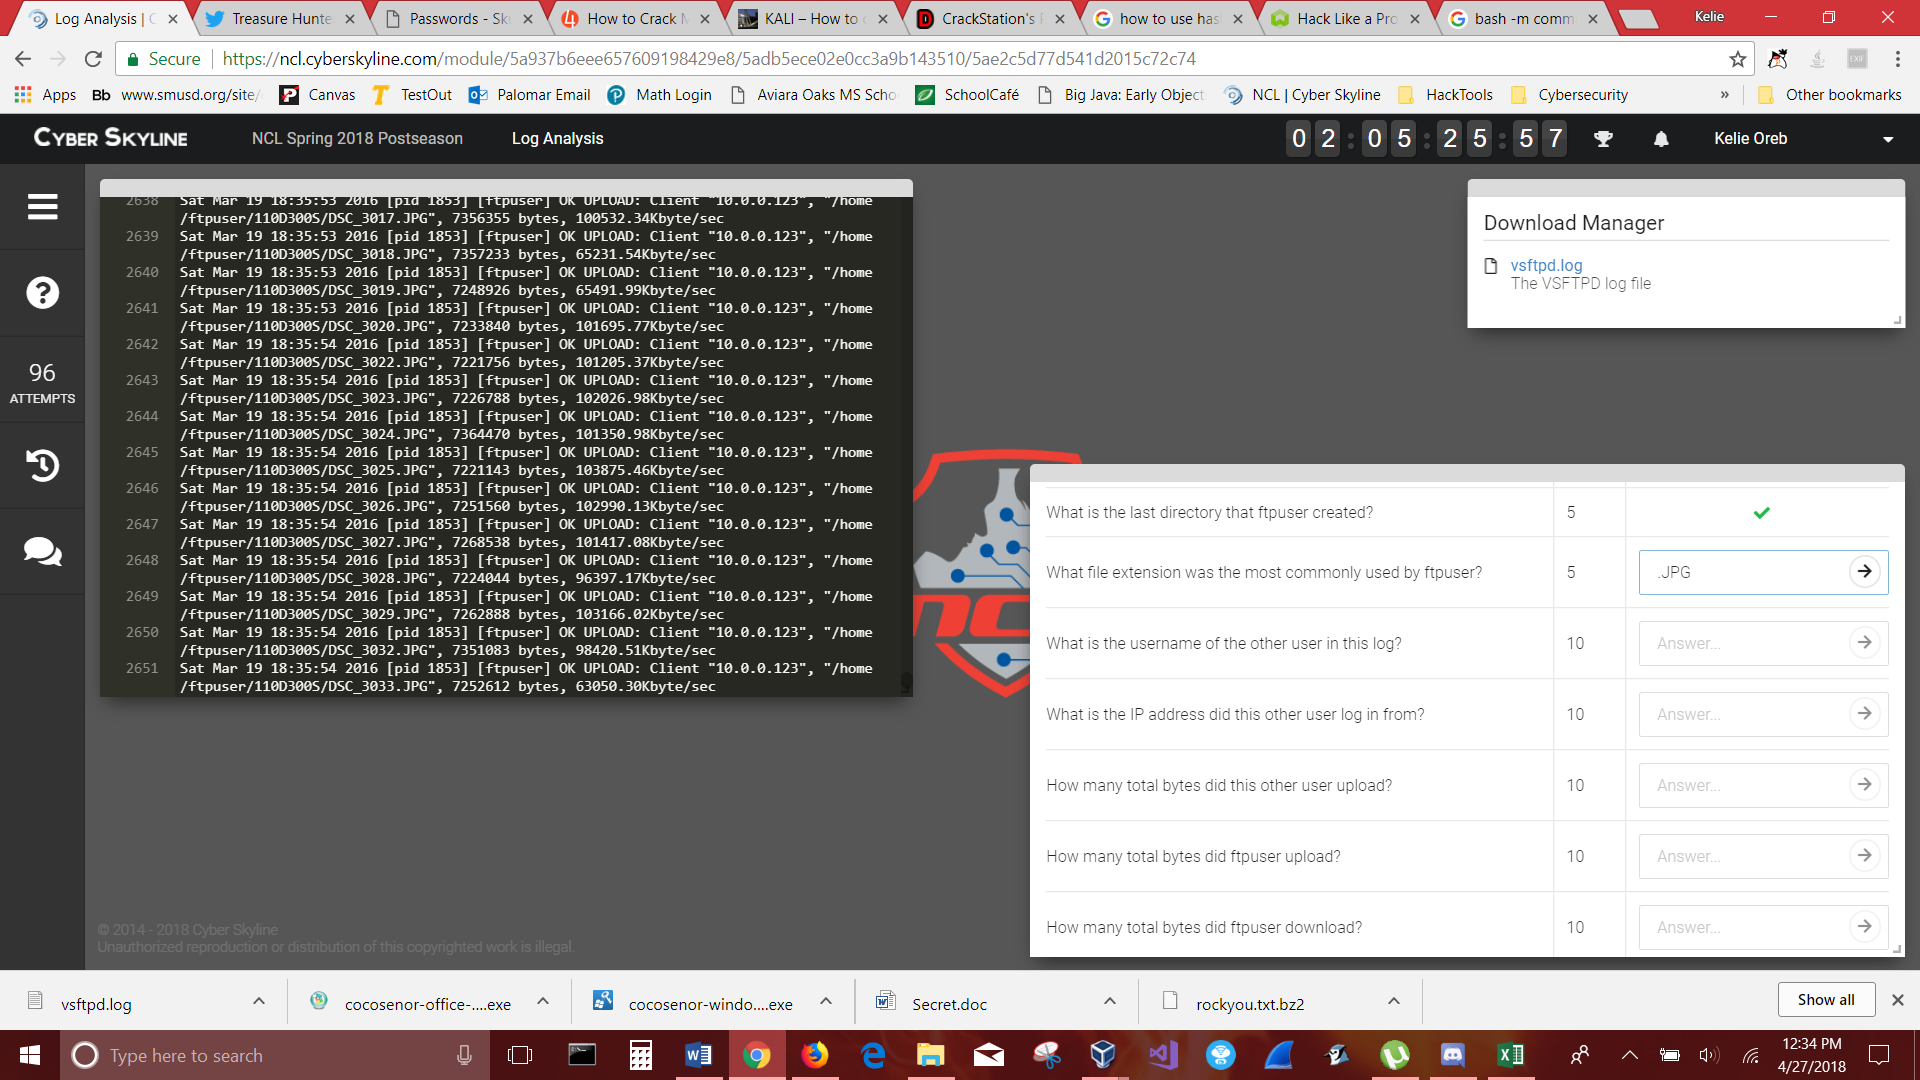 Log Analysis | C
Treasure Hunte
Passwords - Sk
How to Crack M
KALI – How to c
CrackStation's P
how to use has
Hack Like a Pro
bash -m comm
Kelie
Secure
https://ncl.cyberskyline.com/module/5a937b6eee657609198429e8/5adb5ece02e0cc3a9b143510/5ae2c5d77d541d2015c72c74
Apps
Bb www.smusd.org/site/
Canvas
TestOut
Palomar Email
Math Login
Aviara Oaks MS Scho
SchoolCafé
Big Java: Early Object
NCL | Cyber Skyline
HackTools
Cybersecurity
»
Other bookmarks
CYBER SKYLINE
NCL Spring 2018 Postseason
Log Analysis
02:05:25:57
Kelie Oreb
96
ATTEMPTS
2638 Sat Mar 19 18:35:53 2016 [pid 1853] [ftpuser] OK UPLOAD: Client "10.0.0.123", "/home
/ftpuser/110D300S/DSC_3017.JPG", 7356355 bytes, 100532.34Kbyte/sec
2639 Sat Mar 19 18:35:53 2016 [pid 1853] [ftpuser] OK UPLOAD: Client "10.0.0.123", "/home
/ftpuser/110D300S/DSC_3018.JPG", 7357233 bytes, 65231.54Kbyte/sec
2640 Sat Mar 19 18:35:53 2016 [pid 1853] [ftpuser] OK UPLOAD: Client "10.0.0.123", "/home
/ftpuser/110D300S/DSC_3019.JPG", 7248926 bytes, 65491.99Kbyte/sec
2641 Sat Mar 19 18:35:53 2016 [pid 1853] [ftpuser] OK UPLOAD: Client "10.0.0.123", "/home
/ftpuser/110D300S/DSC_3020.JPG", 7233840 bytes, 101695.77Kbyte/sec
2642 Sat Mar 19 18:35:54 2016 [pid 1853] [ftpuser] OK UPLOAD: Client "10.0.0.123", "/home
/ftpuser/110D300S/DSC_3022.JPG", 7221756 bytes, 101205.37Kbyte/sec
2643 Sat Mar 19 18:35:54 2016 [pid 1853] [ftpuser] OK UPLOAD: Client "10.0.0.123", "/home
/ftpuser/110D300S/DSC_3023.JPG", 7226788 bytes, 102026.98Kbyte/sec
2644 Sat Mar 19 18:35:54 2016 [pid 1853] [ftpuser] OK UPLOAD: Client "10.0.0.123", "/home
/ftpuser/110D300S/DSC_3024.JPG", 7364470 bytes, 101350.98Kbyte/sec
2645 Sat Mar 19 18:35:54 2016 [pid 1853] [ftpuser] OK UPLOAD: Client "10.0.0.123", "/home
/ftpuser/110D300S/DSC_3025.JPG", 7221143 bytes, 103875.46Kbyte/sec
2646 Sat Mar 19 18:35:54 2016 [pid 1853] [ftpuser] OK UPLOAD: Client "10.0.0.123", "/home
/ftpuser/110D300S/DSC_3026.JPG", 7251560 bytes, 102990.13Kbyte/sec
2647 Sat Mar 19 18:35:54 2016 [pid 1853] [ftpuser] OK UPLOAD: Client "10.0.0.123", "/home
/ftpuser/110D300S/DSC_3027.JPG", 7268538 bytes, 101417.08Kbyte/sec
2648 Sat Mar 19 18:35:54 2016 [pid 1853] [ftpuser] OK UPLOAD: Client "10.0.0.123", "/home
/ftpuser/110D300S/DSC_3028.JPG", 7224044 bytes, 96397.17Kbyte/sec
2649 Sat Mar 19 18:35:54 2016 [pid 1853] [ftpuser] OK UPLOAD: Client "10.0.0.123", "/home
/ftpuser/110D300S/DSC_3029.JPG", 7262888 bytes, 103166.02Kbyte/sec
2650 Sat Mar 19 18:35:54 2016 [pid 1853] [ftpuser] OK UPLOAD: Client "10.0.0.123", "/home
/ftpuser/110D300S/DSC_3032.JPG", 7351083 bytes, 98420.51Kbyte/sec
2651 Sat Mar 19 18:35:54 2016 [pid 1853] [ftpuser] OK UPLOAD: Client "10.0.0.123", "/home
/ftpuser/110D300S/DSC_3033.JPG", 7252612 bytes, 63050.30Kbyte/sec
Download Manager
vsftpd.log
The VSFTPD log file
What is the last directory that ftpuser created? 5
What file extension was the most commonly used by ftpuser? 5 .JPG
What is the username of the other user in this log? 10 Answer...
What is the IP address did this other user log in from? 10 Answer...
How many total bytes did this other user upload? 10 Answer...
How many total bytes did ftpuser upload? 10 Answer...
How many total bytes did ftpuser download? 10 Answer...
© 2014 - 2018 Cyber Skyline
Unauthorized reproduction or distribution of this copyrighted work is illegal.
vsftpd.log
cocosenor-office-....exe
cocosenor-windo....exe
Secret.doc
rockyou.txt.bz2
Show all
Type here to search
12:34 PM
4/27/2018